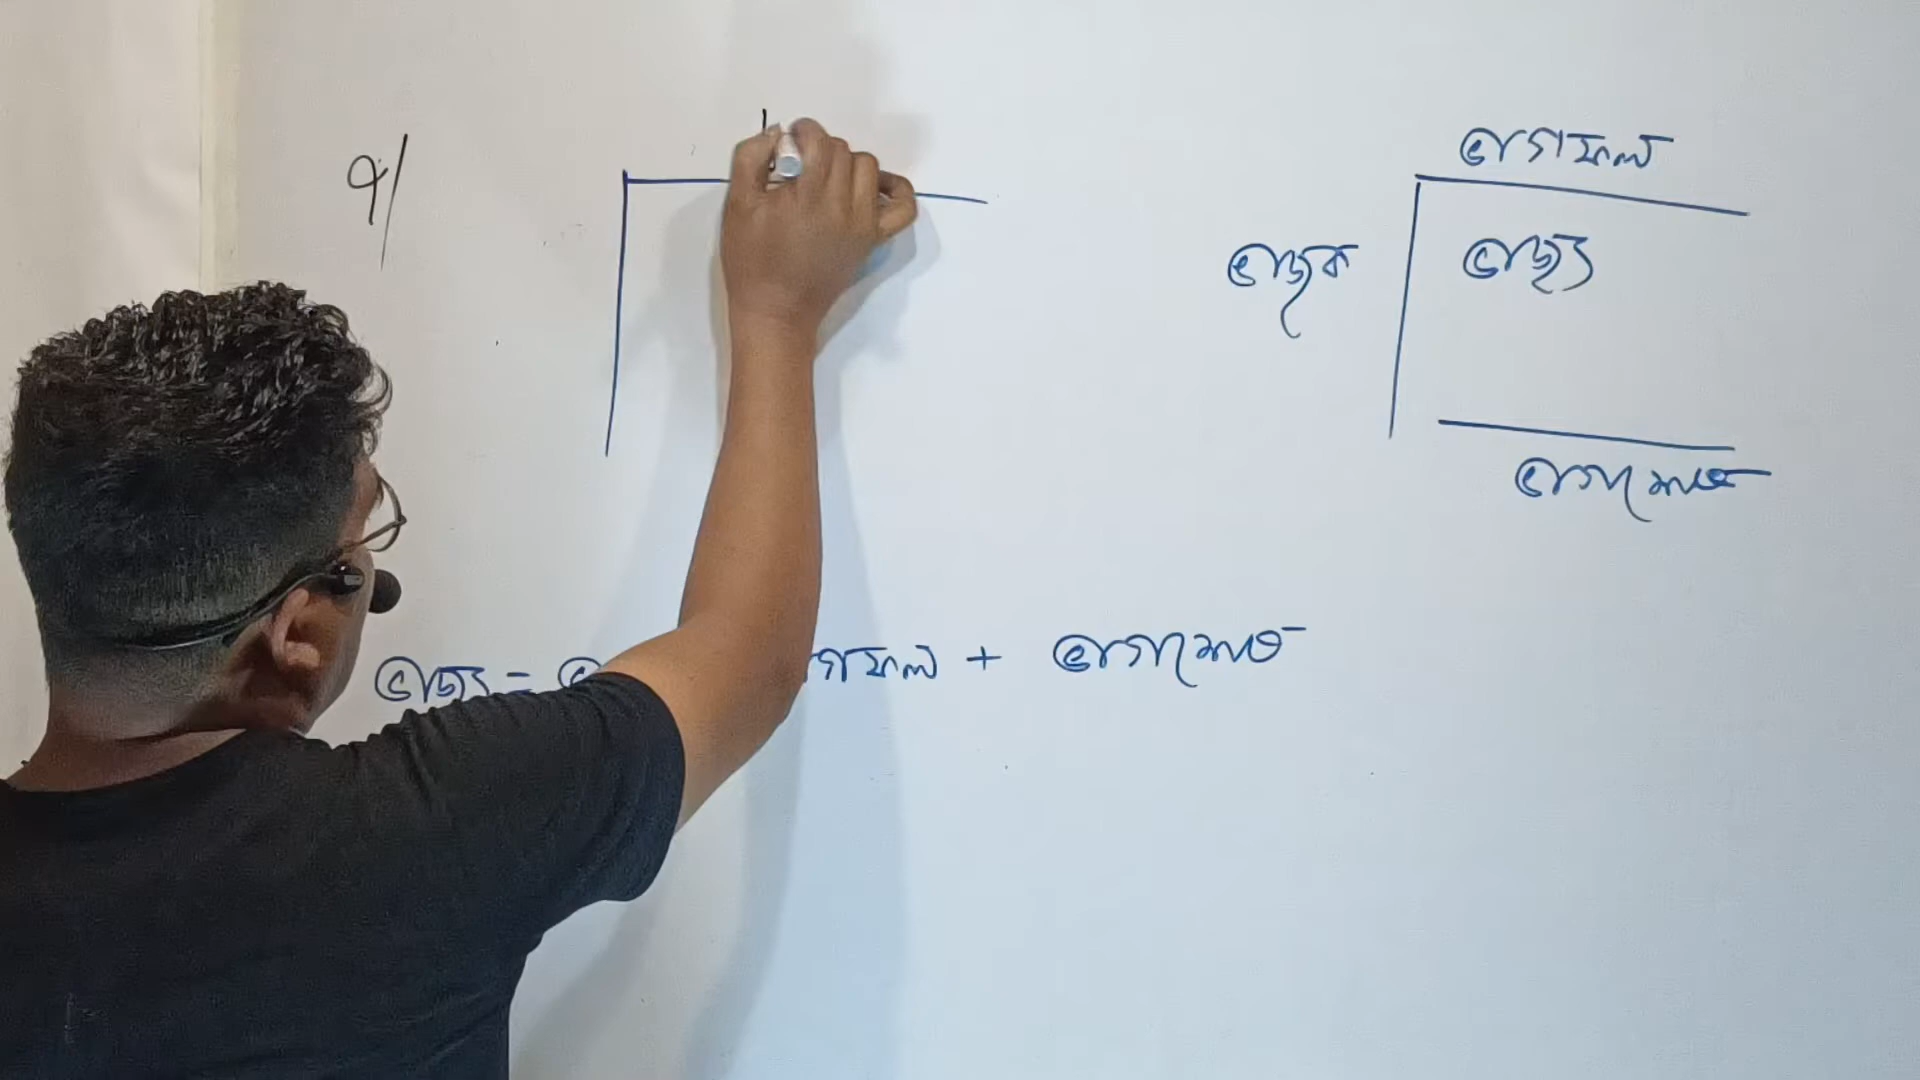 ৭/
ভাগফল
ভাজক ভাজ্য
ভাগশেষ
ভাজ্য = গফল + ভাগশেষ